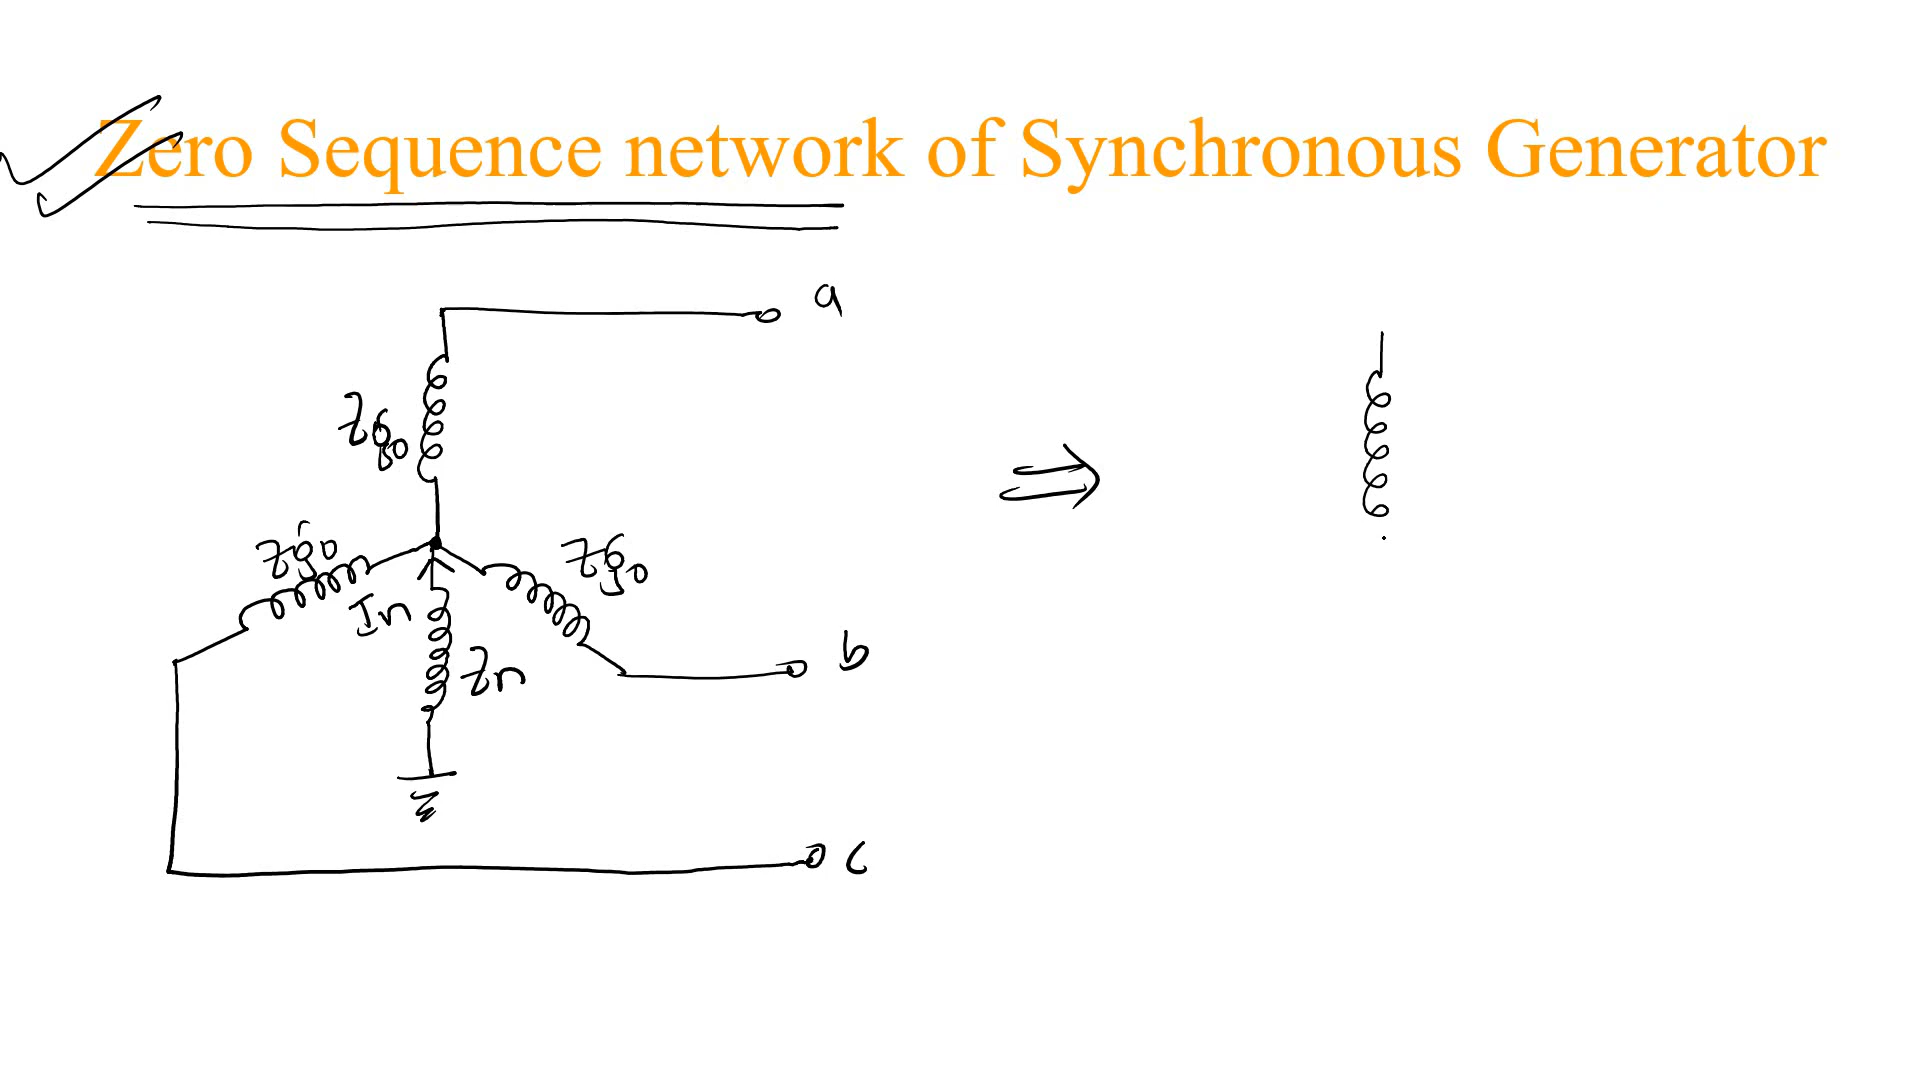 Zero Sequence network of Synchronous Generator
a
Zg0
Zg0
Zg0
In
Zn
b
c